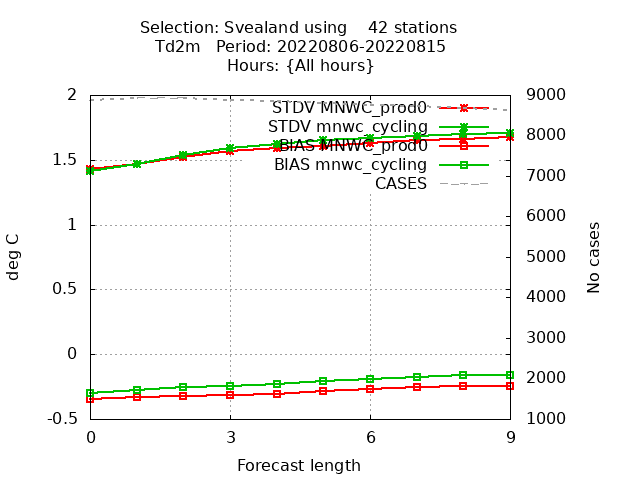 Selection: Svealand using    42 stations
Td2m   Period: 20220806-20220815
Hours: {All hours}
2
1.5
1
0.5
0
-0.5
deg C
STDV MNWC_prod0
STDV mnwc_cycling
BIAS MNWC_prod0
BIAS mnwc_cycling
CASES
9000
8000
7000
6000
5000
4000
3000
2000
1000
No cases
0
3
6
9
Forecast length